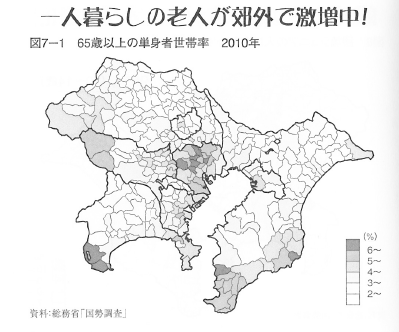 一人暮らしの老人が郊外で激増中!
図7-1　65歳以上の単身者世帯率　2010年
(%)
6~
5~
4~
3~
2~
資料:総務省「国勢調査」